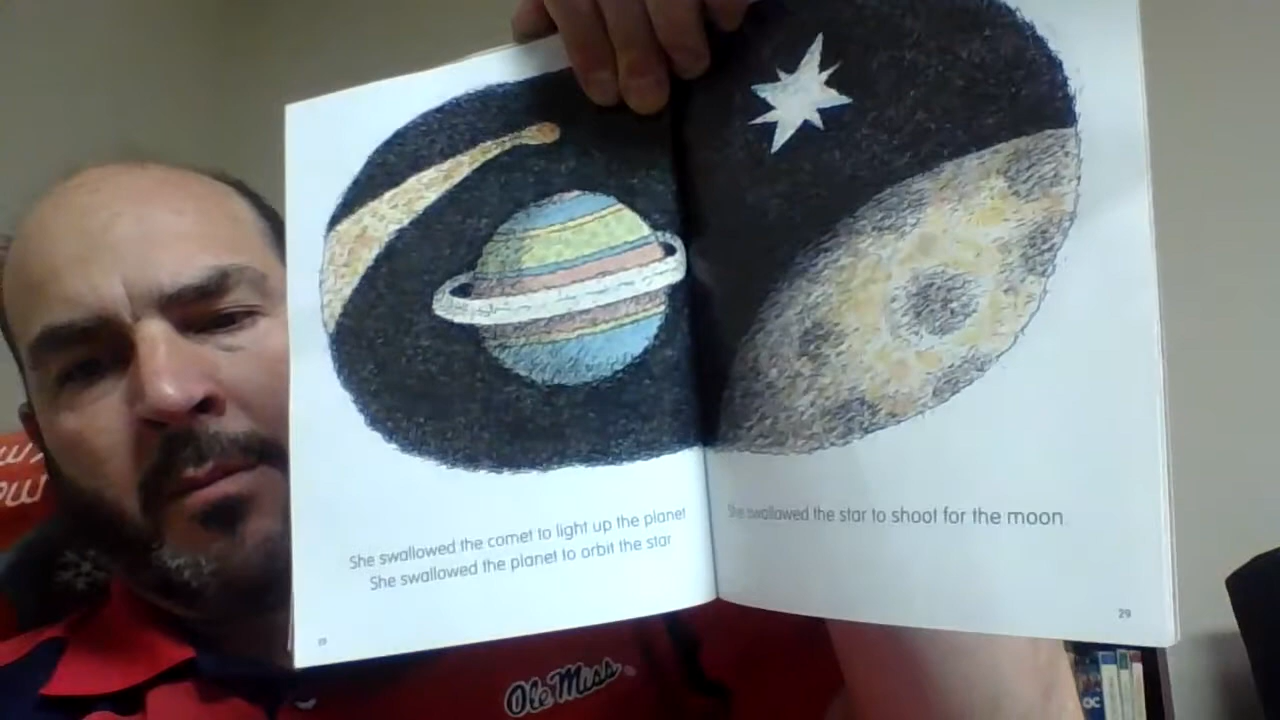 She swallowed the comet to light up the planet
She swallowed the planet to orbit the star
She swallowed the star to shoot for the moon
29
Ole Miss
OC